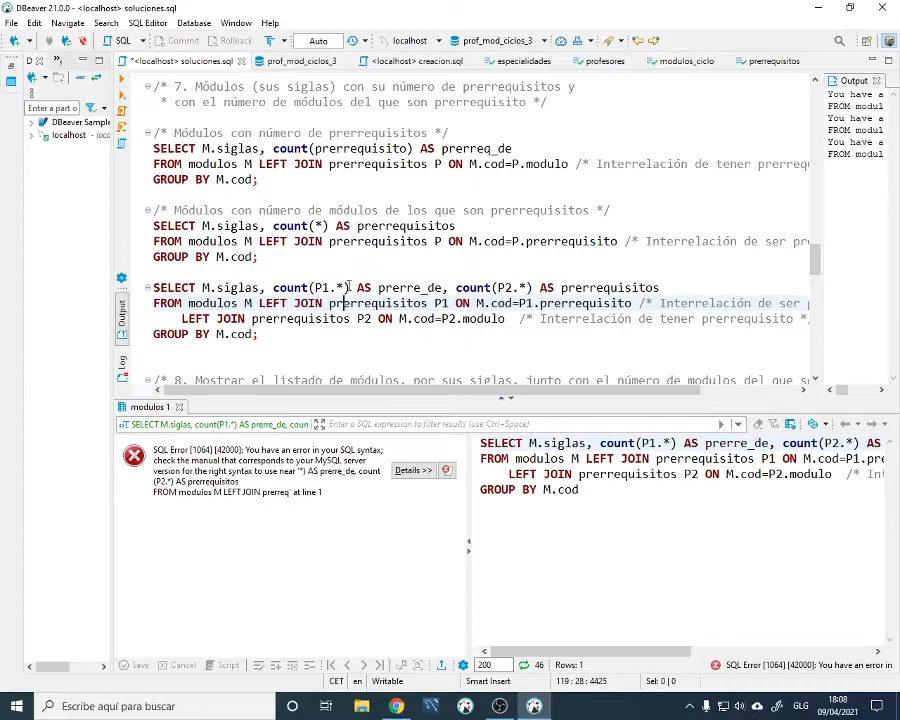 DBeaver 21.0.0 - <localhost> soluciones.sql
File Edit Navigate Search SQL Editor Database Window Help
SQL Commit Rollback Auto localhost prof_mod_ciclos_3
D *<localhost> soluciones.sql prof_mod_ciclos_3 <localhost> creacion.sql especialidades profesores modulos_ciclo prerrequisitos Output
Enter a part o
DBeaver Sample
localhost
/* 7. Módulos (sus siglas) con su número de prerrequisitos y
* con el número de módulos del que son prerrequisito */
/* Módulos con número de prerrequisitos */
SELECT M.siglas, count(prerrequisito) AS prerreq_de
FROM modulos M LEFT JOIN prerrequisitos P ON M.cod=P.modulo /* Interrelación de tener prerreq
GROUP BY M.cod;
/* Módulos con número de módulos de los que son prerrequisitos */
SELECT M.siglas, count(*) AS prerrequisitos
FROM modulos M LEFT JOIN prerrequisitos P ON M.cod=P.prerrequisito /* Interrelación de ser pr
GROUP BY M.cod;
SELECT M.siglas, count(P1.*) AS prerre_de, count(P2.*) AS prerrequisitos
FROM modulos M LEFT JOIN prerrequisitos P1 ON M.cod=P1.prerrequisito /* Interrelación de ser p
LEFT JOIN prerrequisitos P2 ON M.cod=P2.modulo /* Interrelación de tener prerrequisito *
GROUP BY M.cod;
/* 8. Mostrar el listado de módulos, por sus siglas, junto con el número de modulos del que s
You have a
FROM modul
You have a
FROM modul
You have a
FROM modul
Output
Log
modulos 1
SELECT M.siglas, count(P1.*) AS prerre_de, coun Enter a SQL expression to filter results (use Ctrl+Space)
SQL Error [1064] [42000]: You have an error in your SQL syntax;
check the manual that corresponds to your MySQL server
version for the right syntax to use near '*) AS prerre_de, count
(P2.*) AS prerrequisitos
FROM modulos M LEFT JOIN prerreq' at line 1
Details >>
SELECT M.siglas, count(P1.*) AS prerre_de, count(P2.*) AS
FROM modulos M LEFT JOIN prerrequisitos P1 ON M.cod=P1.pre
LEFT JOIN prerrequisitos P2 ON M.cod=P2.modulo /* Int
GROUP BY M.cod
Save Cancel Script 200 46 Rows: 1 SQL Error [1064] [42000]: You have an error in
CET en Writable Smart Insert 119 : 28 : 4425 Sel: 0 | 0
Escribe aquí para buscar
GLG
18:08
09/04/2021